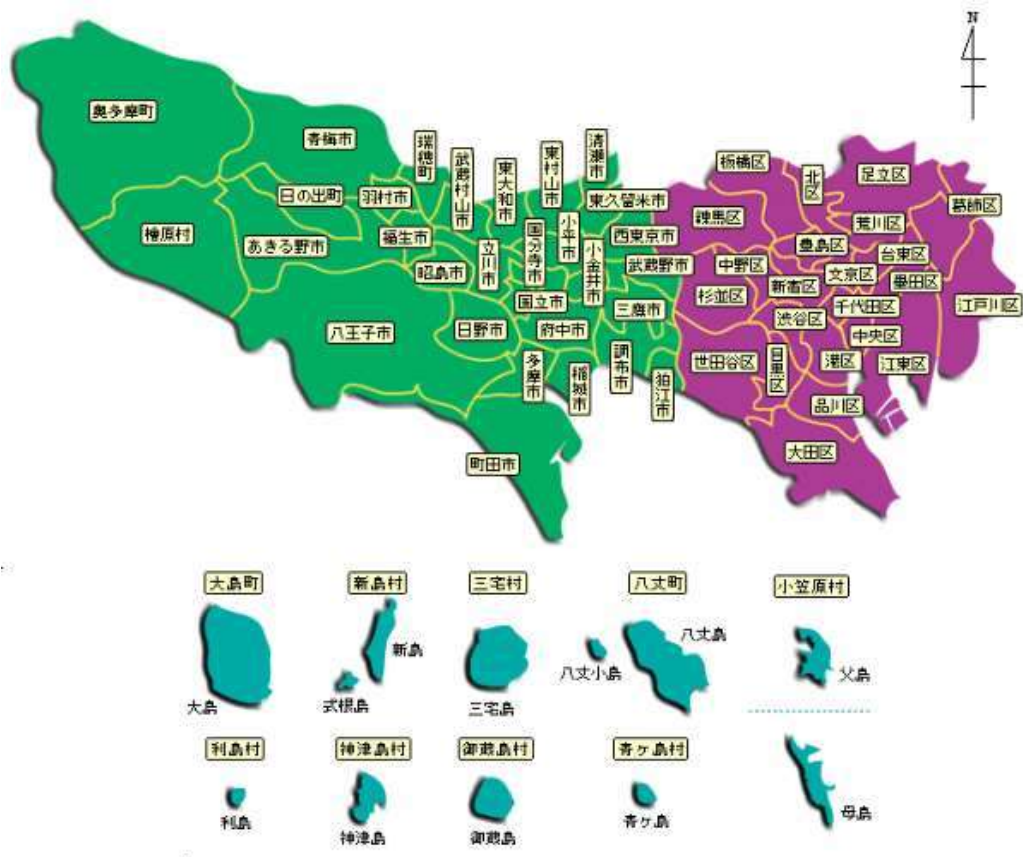 N
奥多摩町
青梅市
瑞穂町
武蔵村山市
東大和市
東村山市
清瀬市
板橋区
北区
足立区
日の出町
羽村市
東久留米市
練馬区
葛飾区
檜原村
あきる野市
福生市
立川市
国分寺市
小平市
小金井市
西東京市
荒川区
豊島区
台東区
昭島市
武蔵野市
中野区
文京区
墨田区
杉並区
新宿区
千代田区
江戸川区
国立市
三鷹市
渋谷区
八王子市
日野市
府中市
中央区
多摩市
稲城市
調布市
狛江市
世田谷区
目黒区
港区
江東区
品川区
大田区
町田市
大島町
新島村
三宅村
八丈町
小笠原村
新島
八丈島
八丈小島
父島
大島
式根島
三宅島
利島村
神津島村
御蔵島村
青ヶ島村
利島
神津島
御蔵島
青ヶ島
母島